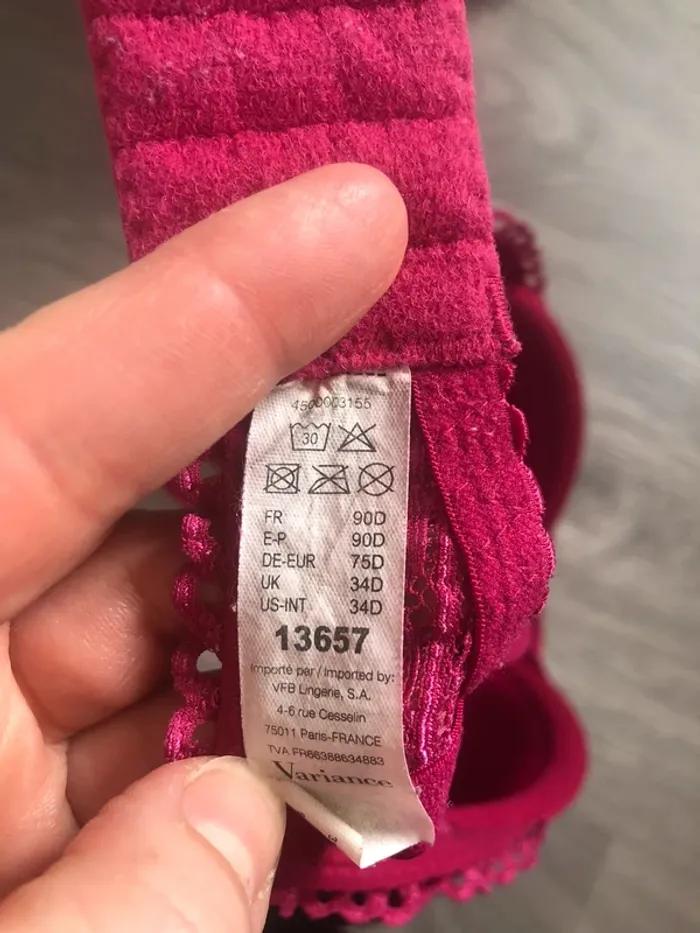 4500003155
30
FR 90D
E-P 90D
DE-EUR 75D
UK 34D
US-INT 34D
13657
Importé par / Imported by:
VFB Lingerie, S.A.
4-6 rue Cesselin
75011 Paris-FRANCE
TVA FR66388634883
Variance